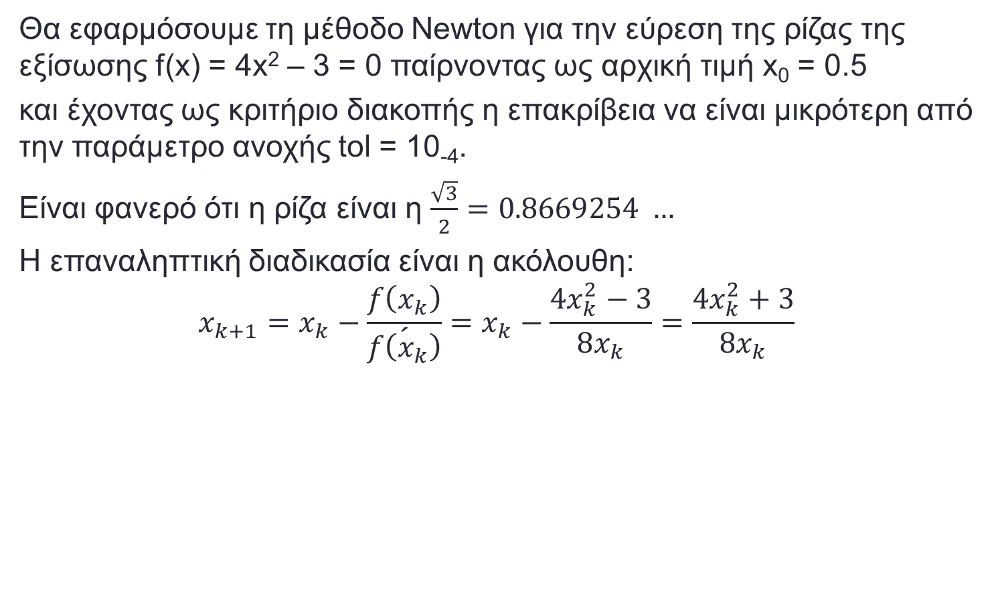 Θα εφαρμόσουμε τη μέθοδο Newton για την εύρεση της ρίζας της
εξίσωσης f(x) = 4x² – 3 = 0 παίρνοντας ως αρχική τιμή x₀ = 0.5
και έχοντας ως κριτήριο διακοπής η επακρίβεια να είναι μικρότερη από
την παράμετρο ανοχής tol = 10₋₄.
Είναι φανερό ότι η ρίζα είναι η \frac{\sqrt{3}}{2} = 0.8669254 …
Η επαναληπτική διαδικασία είναι η ακόλουθη:
x_{k+1} = x_k − \frac{f(x_k)}{f(\acute{x}_k)} = x_k − \frac{4x_k^2 − 3}{8x_k} = \frac{4x_k^2 + 3}{8x_k}